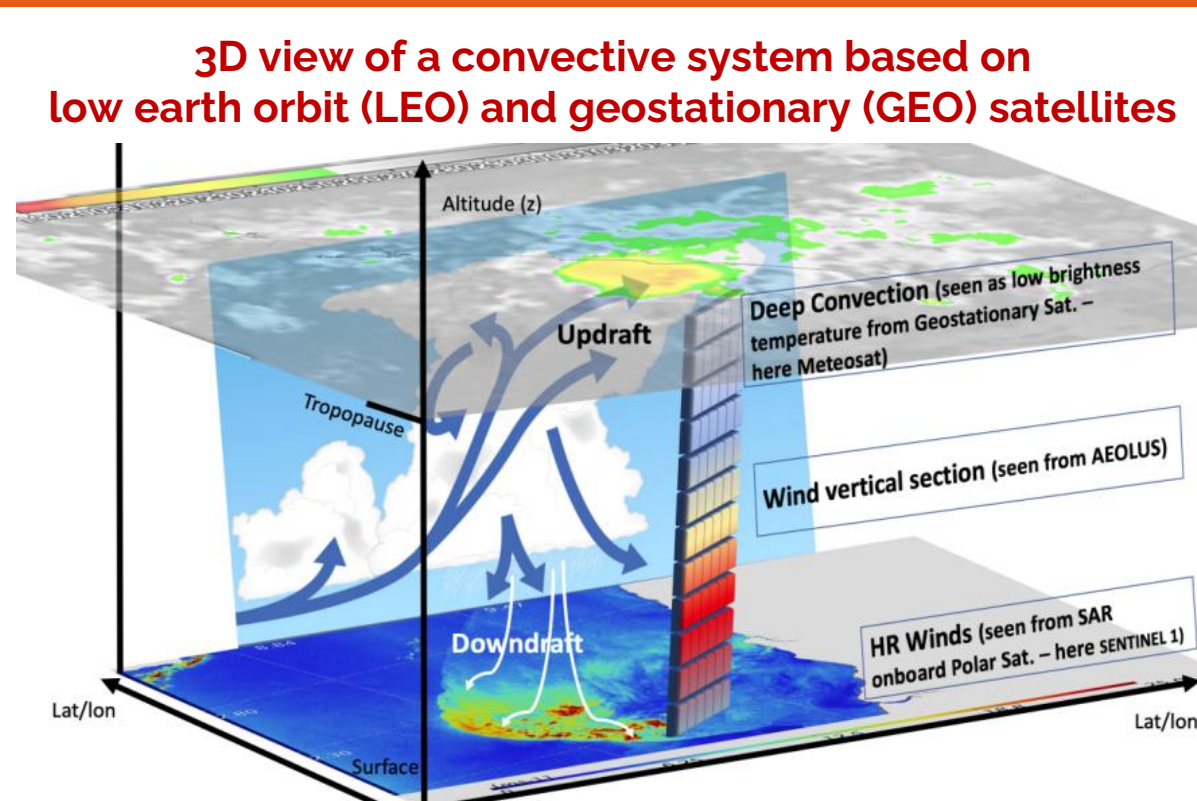 3D view of a convective system based on
low earth orbit (LEO) and geostationary (GEO) satellites
Altitude (z)
Deep Convection (seen as low brightness
temperature from Geostationary Sat. –
here Meteosat)
Updraft
Tropopause
Wind vertical section (seen from AEOLUS)
HR Winds (seen from SAR
onboard Polar Sat. – here SENTINEL 1)
Downdraft
8.84
Lat/lon
Lat/lon
Surface